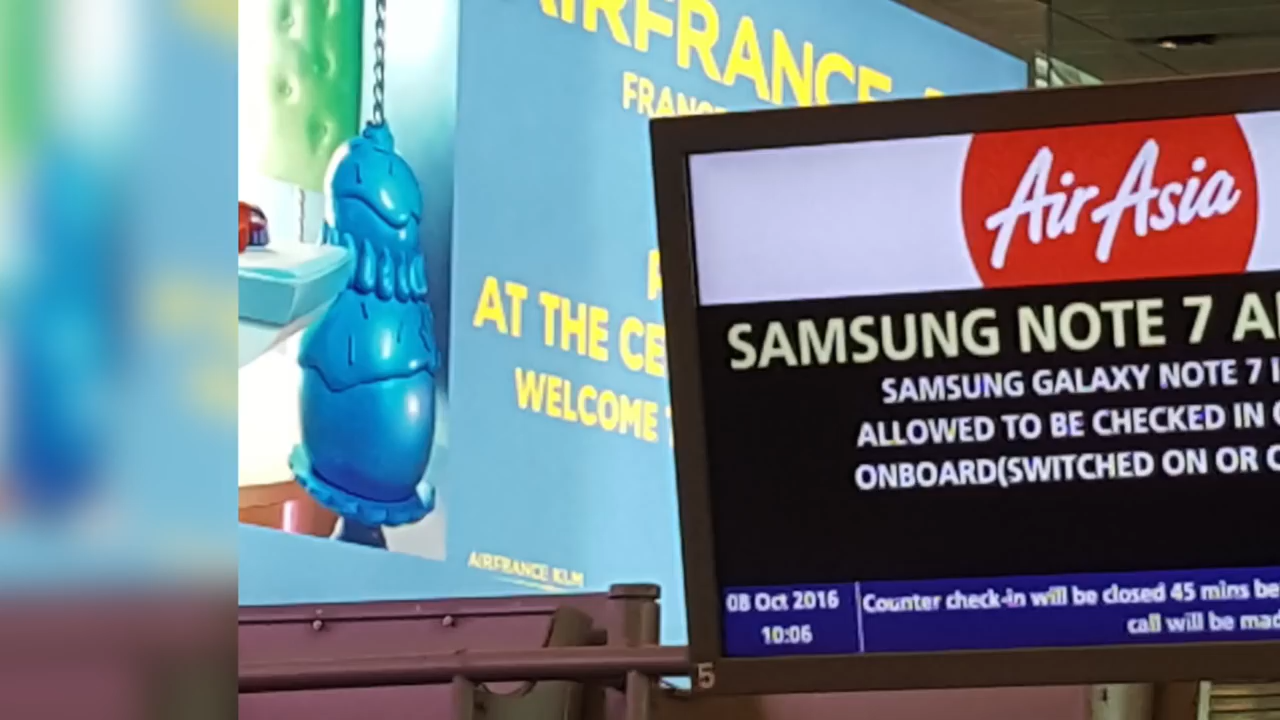 AIRFRANCE
FRANCE
AT THE CE
WELCOME
AIRFRANCE KLM
AirAsia
SAMSUNG NOTE 7 A
SAMSUNG GALAXY NOTE 7
ALLOWED TO BE CHECKED IN
ONBOARD(SWITCHED ON OR
08 Oct 2016
10:06
Counter check-in will be closed 45 mins be
call will be mad
5